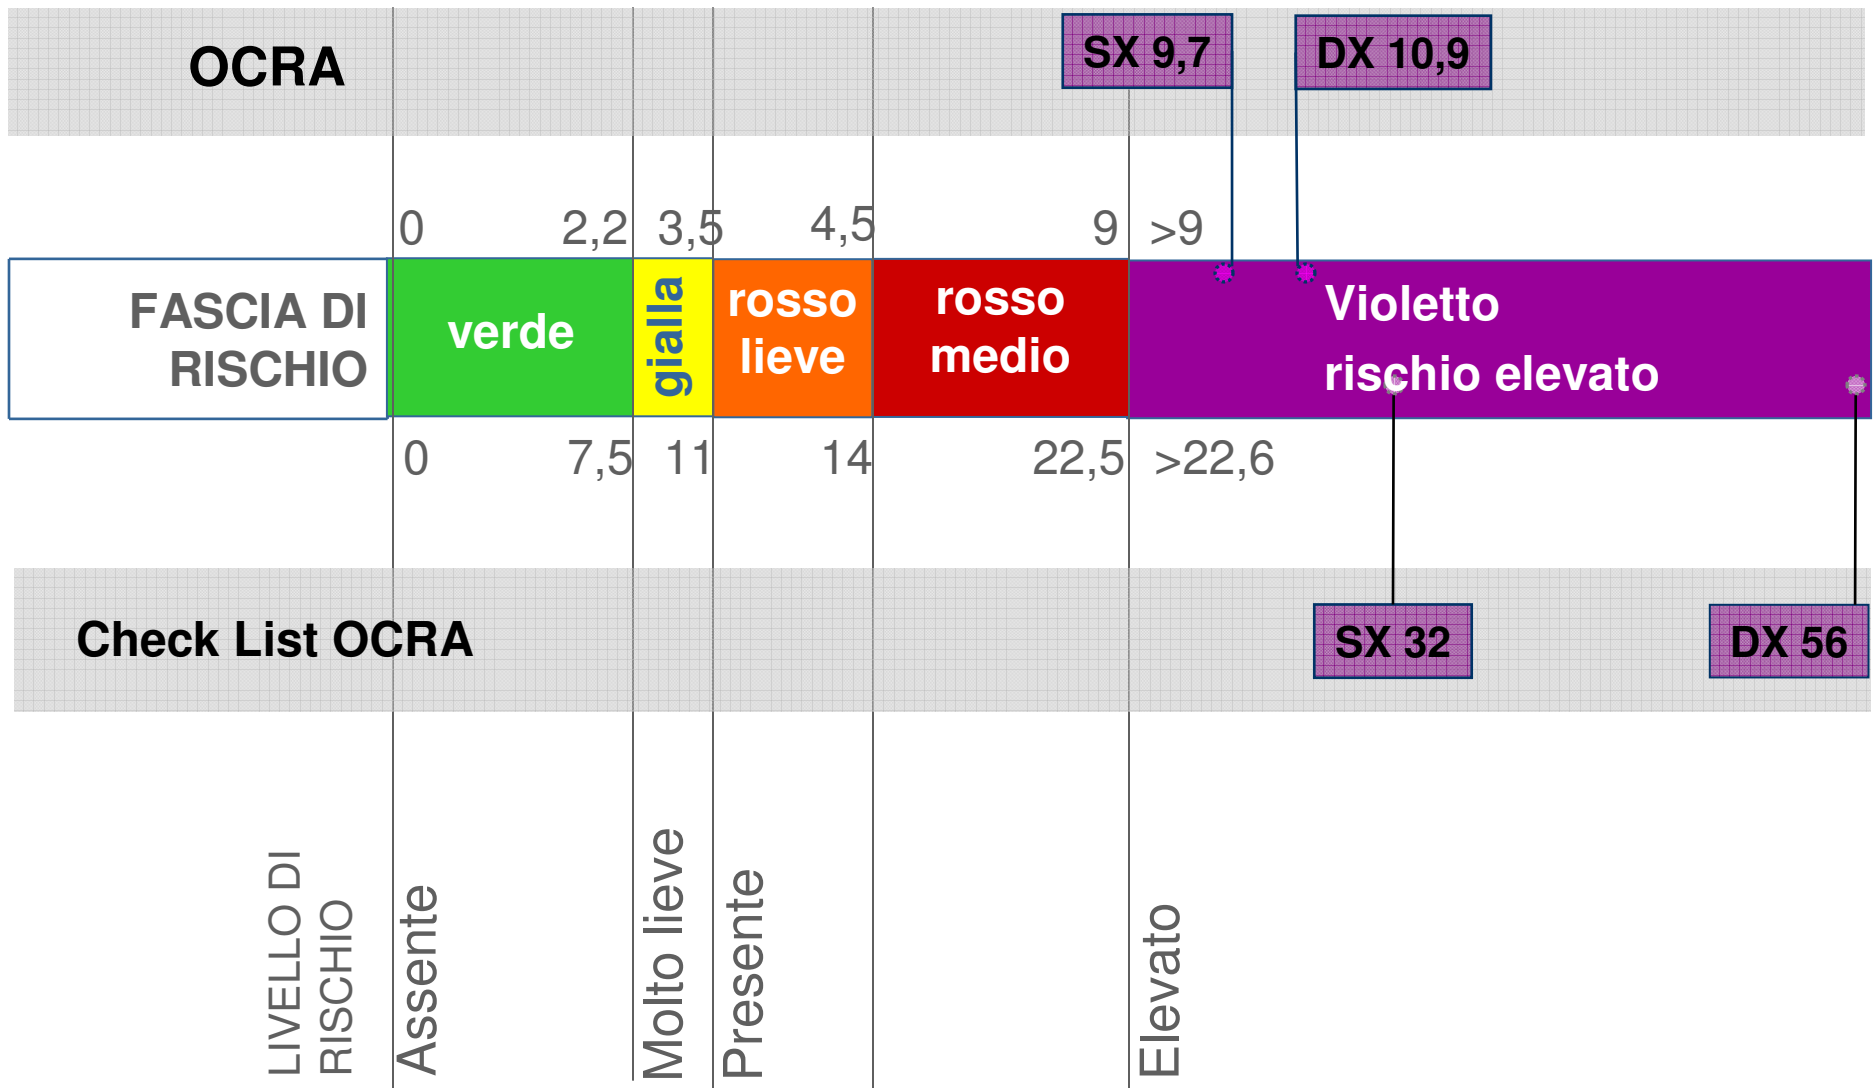 OCRA
SX 9,7
DX 10,9
0
2,2
3,5
4,5
9
>9
FASCIA DI
RISCHIO
verde
gialla
rosso
lieve
rosso
medio
Violetto
rischio elevato
0
7,5
11
14
22,5
>22,6
Check List OCRA
SX 32
DX 56
LIVELLO DI
RISCHIO
Assente
Molto lieve
Presente
Elevato